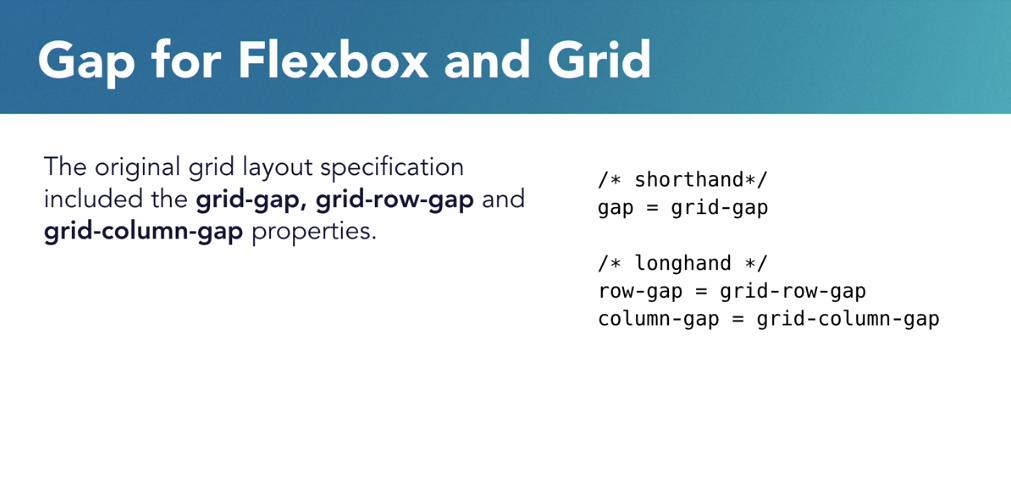 Gap for Flexbox and Grid
The original grid layout specification
included the grid-gap, grid-row-gap and
grid-column-gap properties.
/* shorthand*/
gap = grid-gap
/* longhand */
row-gap = grid-row-gap
column-gap = grid-column-gap